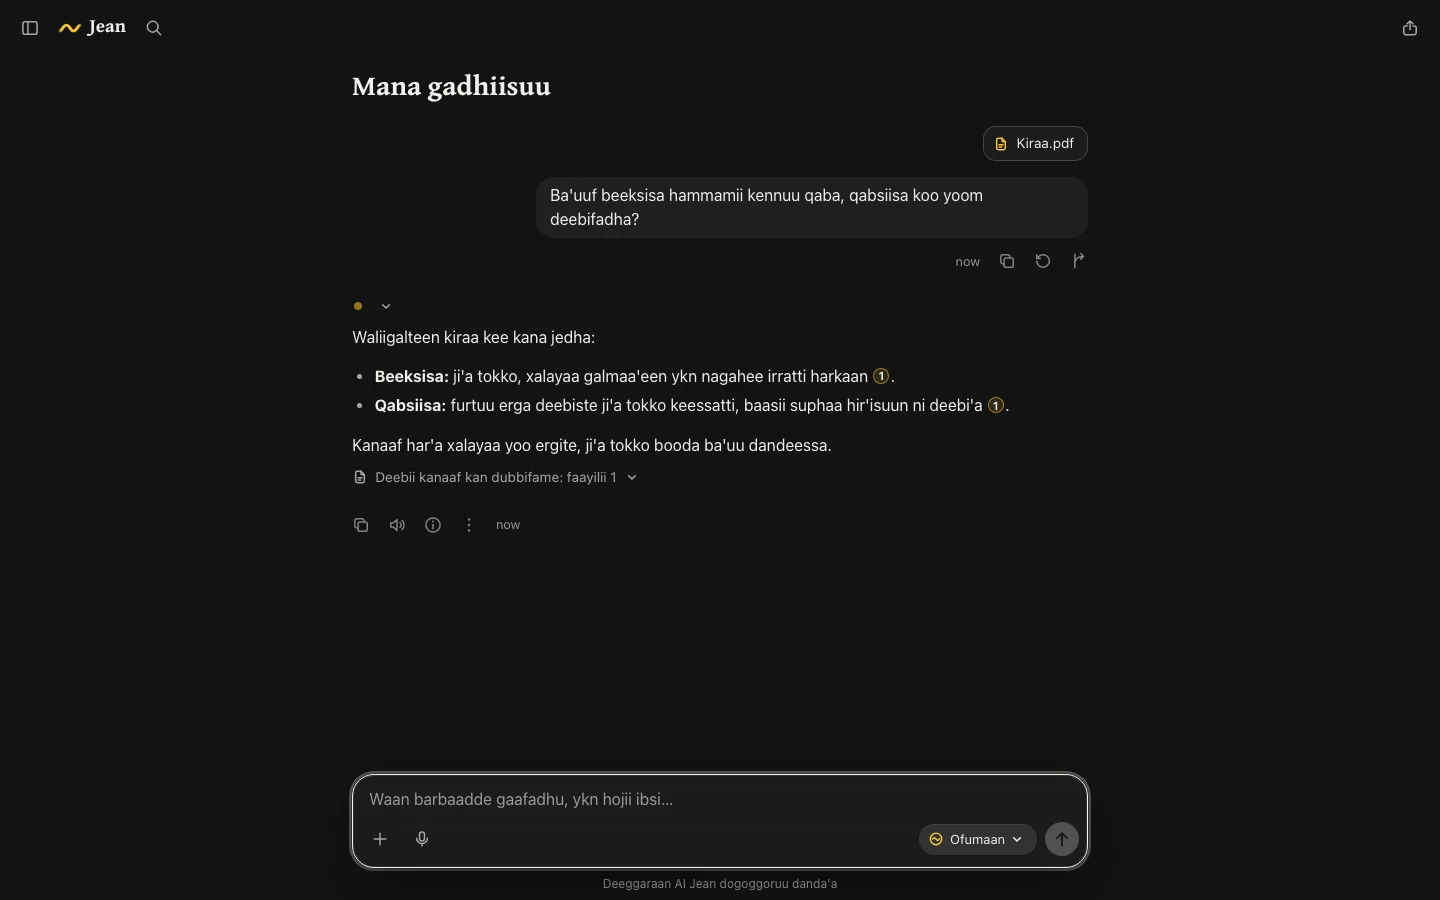 Jean
Mana gadhiisuu
Kiraa.pdf
Ba'uuf beeksisa hammamii kennuu qaba, qabsiisa koo yoom
deebifadha?
now
Waliigalteen kiraa kee kana jedha:
Beeksisa: ji'a tokko, xalayaa galmaa'een ykn nagahee irratti harkaan 1.
Qabsiisa: furtuu erga deebiste ji'a tokko keessatti, baasii suphaa hir'isuun ni deebi'a 1.
Kanaaf har'a xalayaa yoo ergite, ji'a tokko booda ba'uu dandeessa.
Deebii kanaaf kan dubbifame: faayilii 1
now
Waan barbaadde gaafadhu, ykn hojii ibsi...
Ofumaan
Deeggaraan AI Jean dogoggoruu danda'a